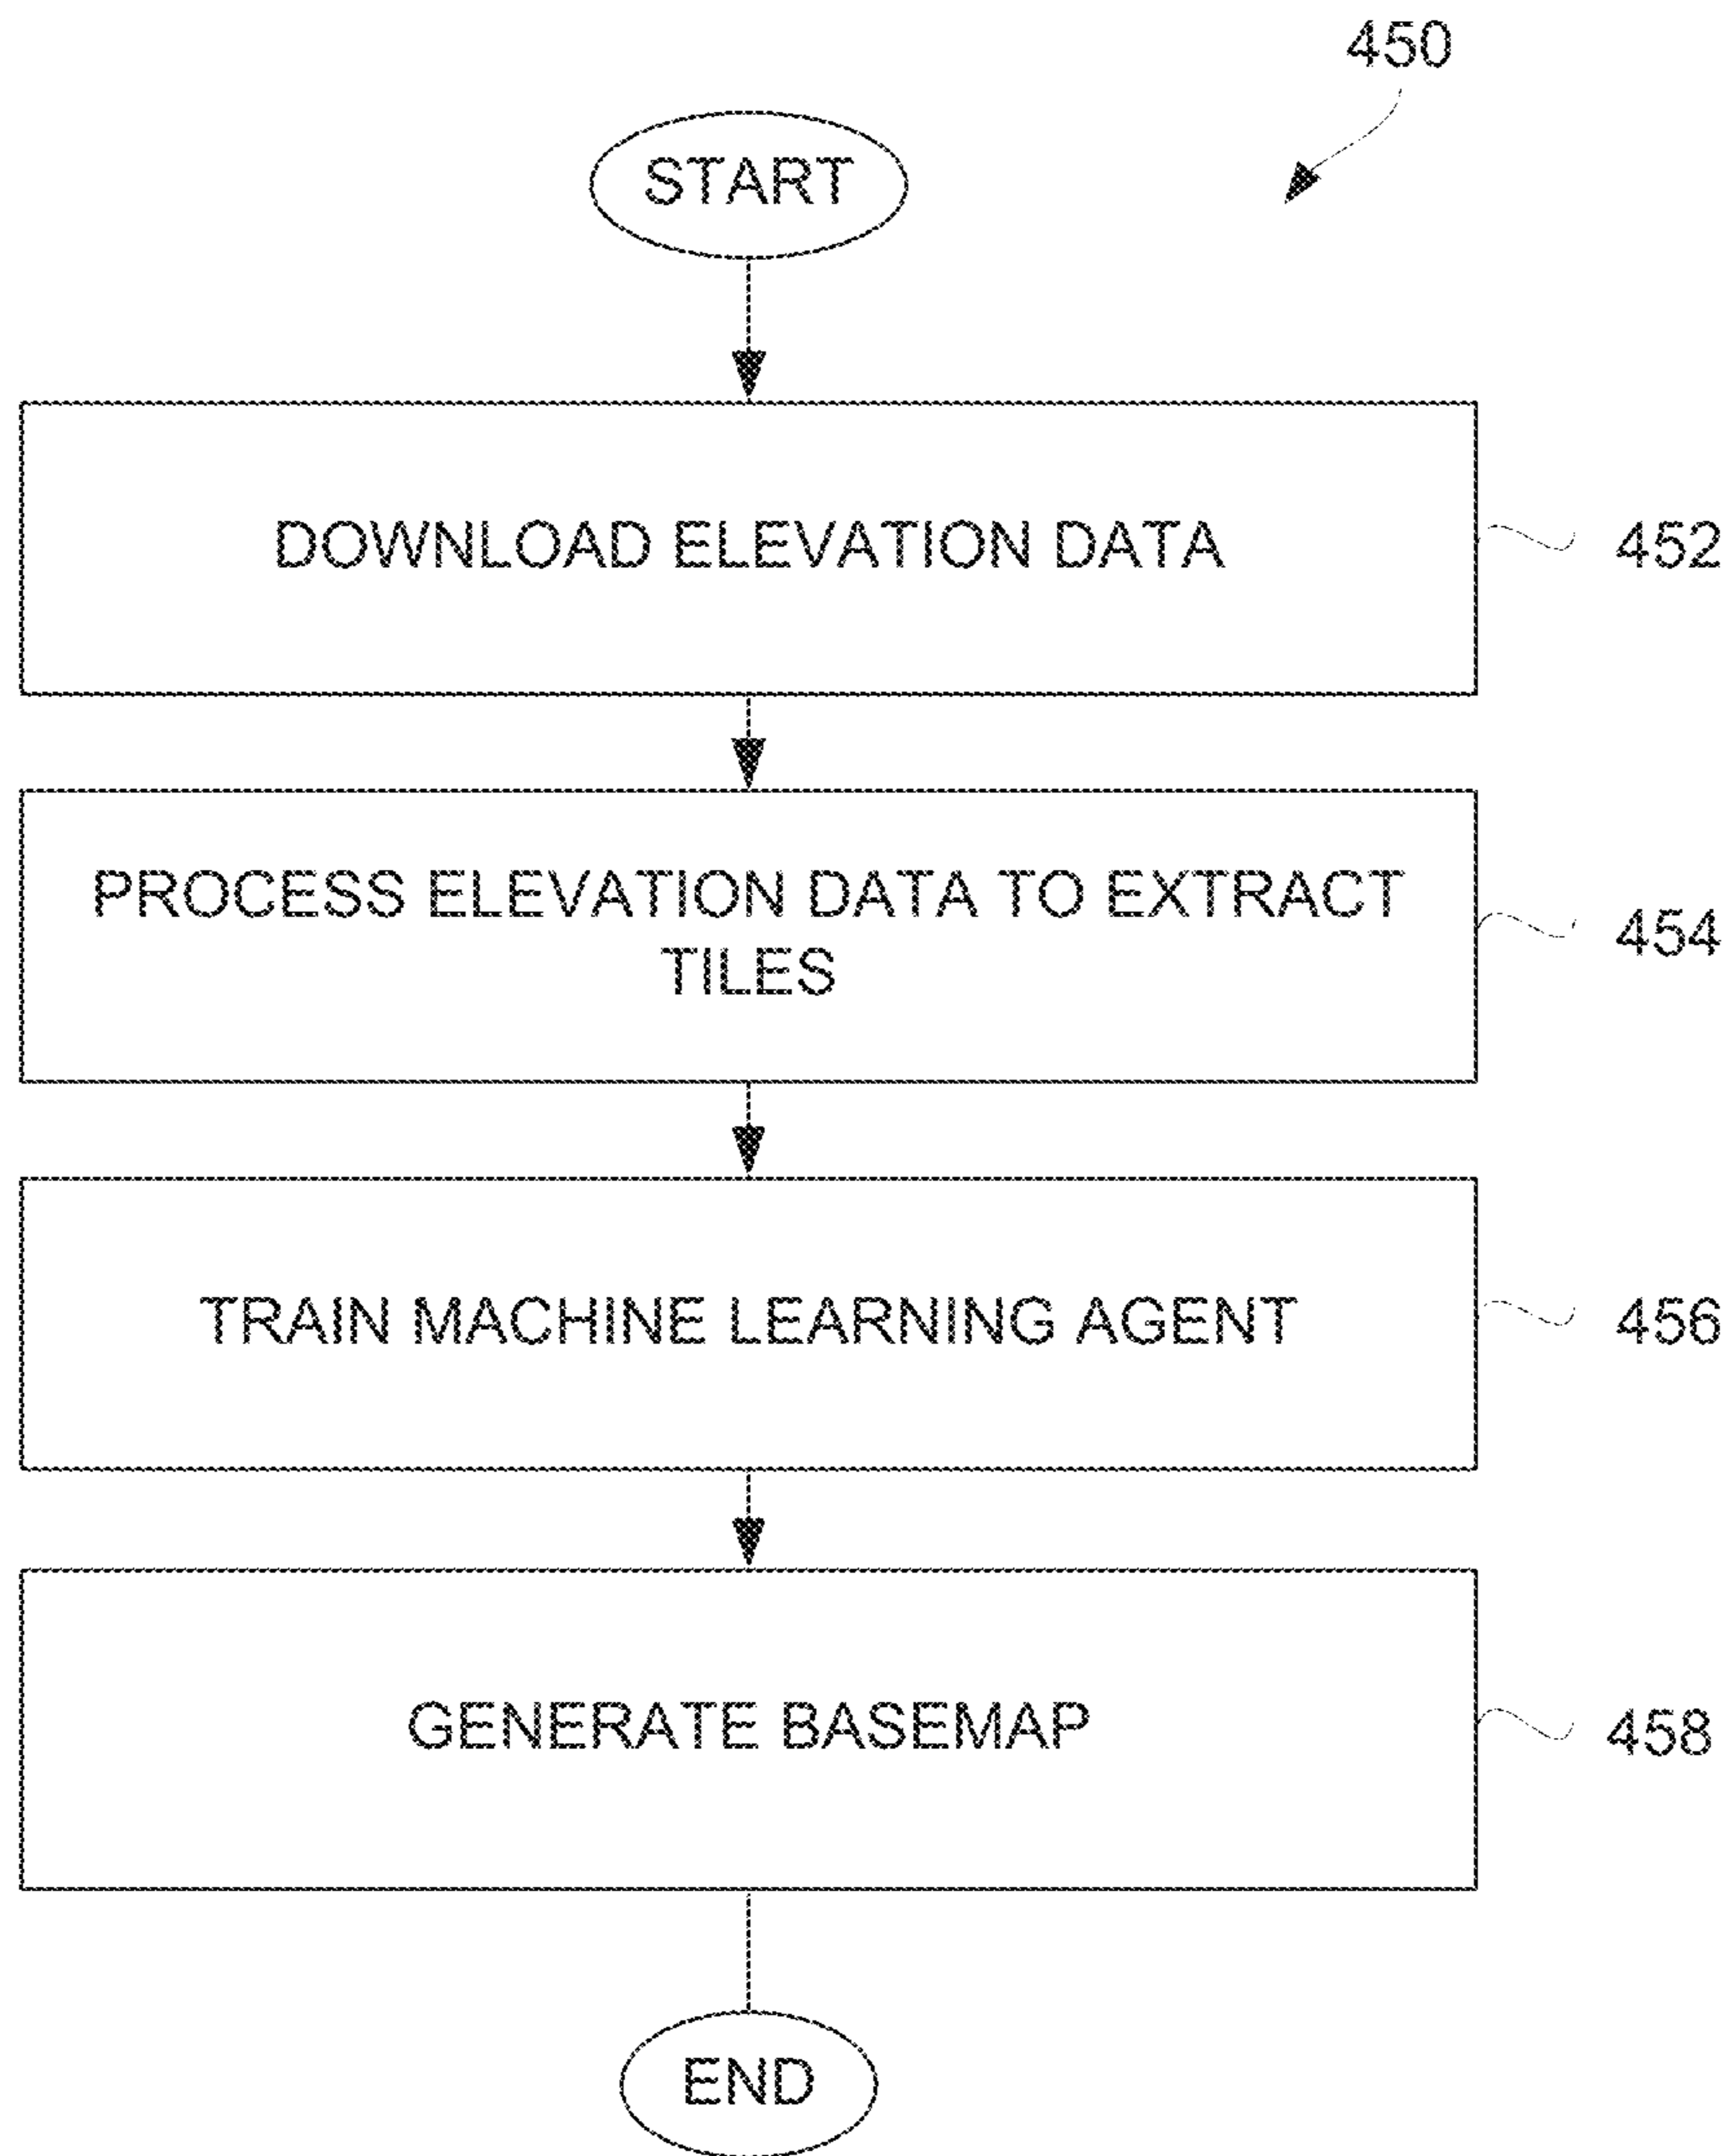 450
START
DOWNLOAD ELEVATION DATA
452
PROCESS ELEVATION DATA TO EXTRACT
TILES
454
TRAIN MACHINE LEARNING AGENT
456
GENERATE BASEMAP
458
END